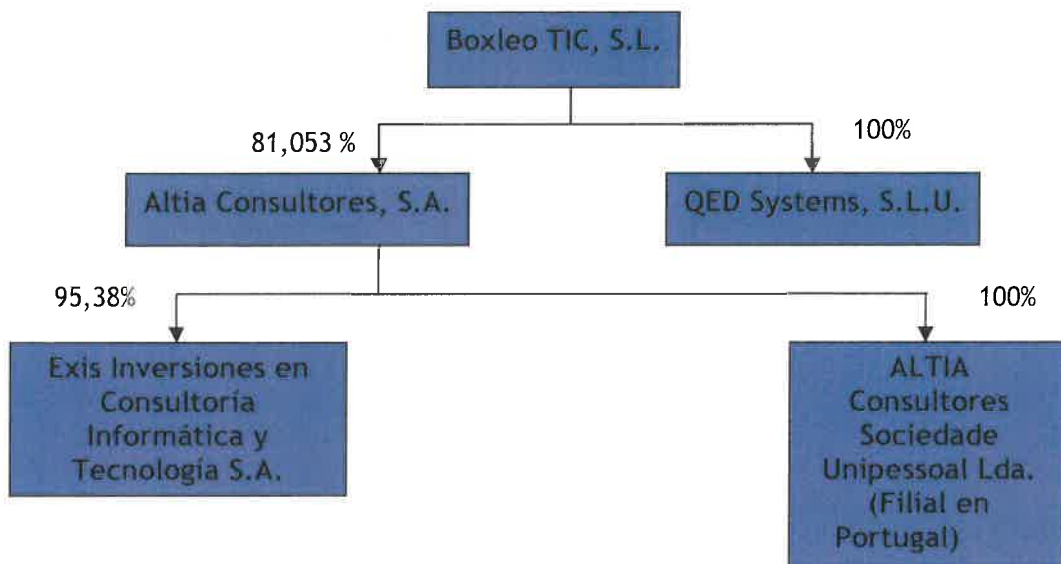 Boxleo TIC, S.L.
81,053 %
100%
Altia Consultores, S.A.
QED Systems, S.L.U.
95,38%
100%
Exis Inversiones en
Consultoría
Informática y
Tecnología S.A.
ALTIA
Consultores
Sociedade
Unipessoal Lda.
(Filial en
Portugal)